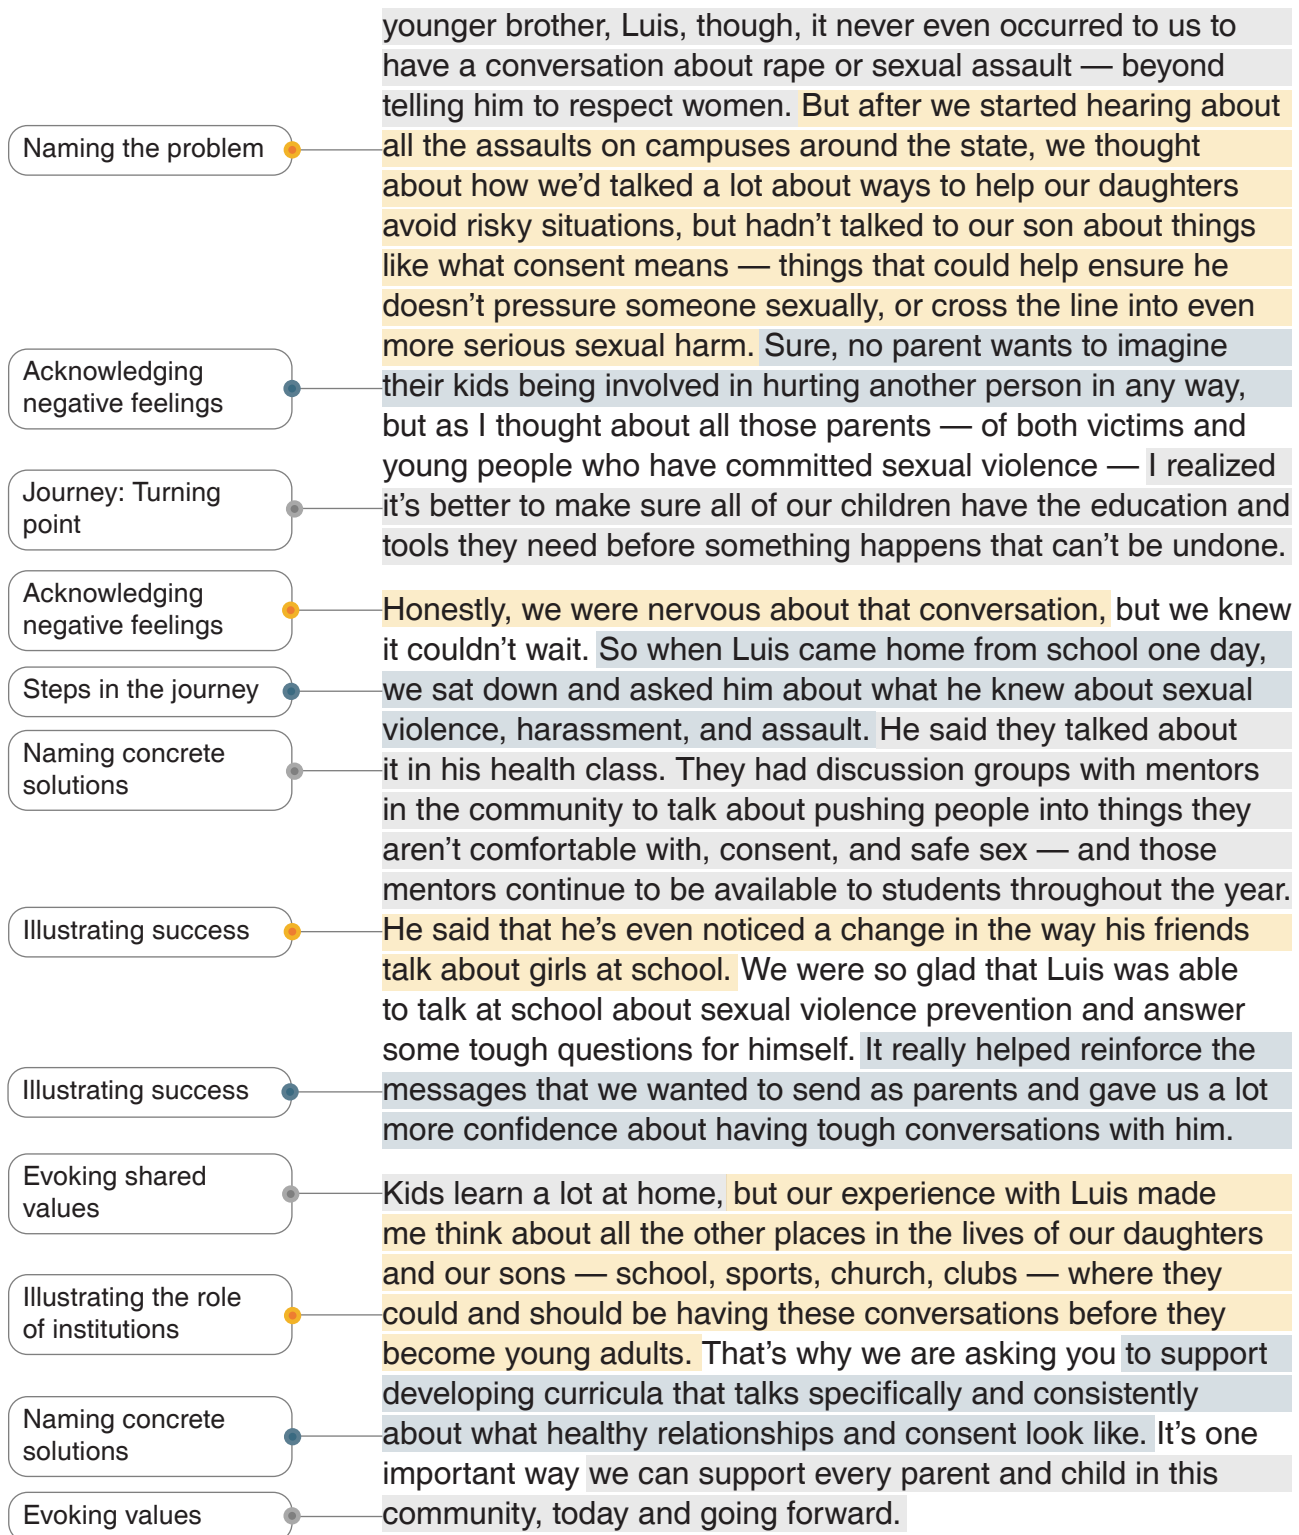 younger brother, Luis, though, it never even occurred to us to
have a conversation about rape or sexual assault — beyond
telling him to respect women. But after we started hearing about
Naming the problem
all the assaults on campuses around the state, we thought
about how we’d talked a lot about ways to help our daughters
avoid risky situations, but hadn’t talked to our son about things
like what consent means — things that could help ensure he
doesn’t pressure someone sexually, or cross the line into even
more serious sexual harm. Sure, no parent wants to imagine
Acknowledging
negative feelings
their kids being involved in hurting another person in any way,
but as I thought about all those parents — of both victims and
young people who have committed sexual violence — I realized
Journey: Turning
point
it’s better to make sure all of our children have the education and
tools they need before something happens that can’t be undone.
Acknowledging
negative feelings
Honestly, we were nervous about that conversation, but we knew
it couldn’t wait. So when Luis came home from school one day,
Steps in the journey
we sat down and asked him about what he knew about sexual
violence, harassment, and assault. He said they talked about
Naming concrete
solutions
it in his health class. They had discussion groups with mentors
in the community to talk about pushing people into things they
aren’t comfortable with, consent, and safe sex — and those
mentors continue to be available to students throughout the year.
Illustrating success
He said that he’s even noticed a change in the way his friends
talk about girls at school. We were so glad that Luis was able
to talk at school about sexual violence prevention and answer
some tough questions for himself. It really helped reinforce the
Illustrating success
messages that we wanted to send as parents and gave us a lot
more confidence about having tough conversations with him.
Evoking shared
values
Kids learn a lot at home, but our experience with Luis made
me think about all the other places in the lives of our daughters
and our sons — school, sports, church, clubs — where they
Illustrating the role
of institutions
could and should be having these conversations before they
become young adults. That’s why we are asking you to support
developing curricula that talks specifically and consistently
Naming concrete
solutions
about what healthy relationships and consent look like. It’s one
important way we can support every parent and child in this
Evoking values
community, today and going forward.